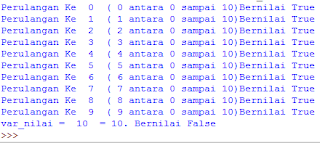 Perulangan Ke  0  ( 0 antara 0 sampai 10)Bernilai True
Perulangan Ke  1  ( 1 antara 0 sampai 10)Bernilai True
Perulangan Ke  2  ( 2 antara 0 sampai 10)Bernilai True
Perulangan Ke  3  ( 3 antara 0 sampai 10)Bernilai True
Perulangan Ke  4  ( 4 antara 0 sampai 10)Bernilai True
Perulangan Ke  5  ( 5 antara 0 sampai 10)Bernilai True
Perulangan Ke  6  ( 6 antara 0 sampai 10)Bernilai True
Perulangan Ke  7  ( 7 antara 0 sampai 10)Bernilai True
Perulangan Ke  8  ( 8 antara 0 sampai 10)Bernilai True
Perulangan Ke  9  ( 9 antara 0 sampai 10)Bernilai True
var_nilai =  10  = 10. Bernilai False
>>>